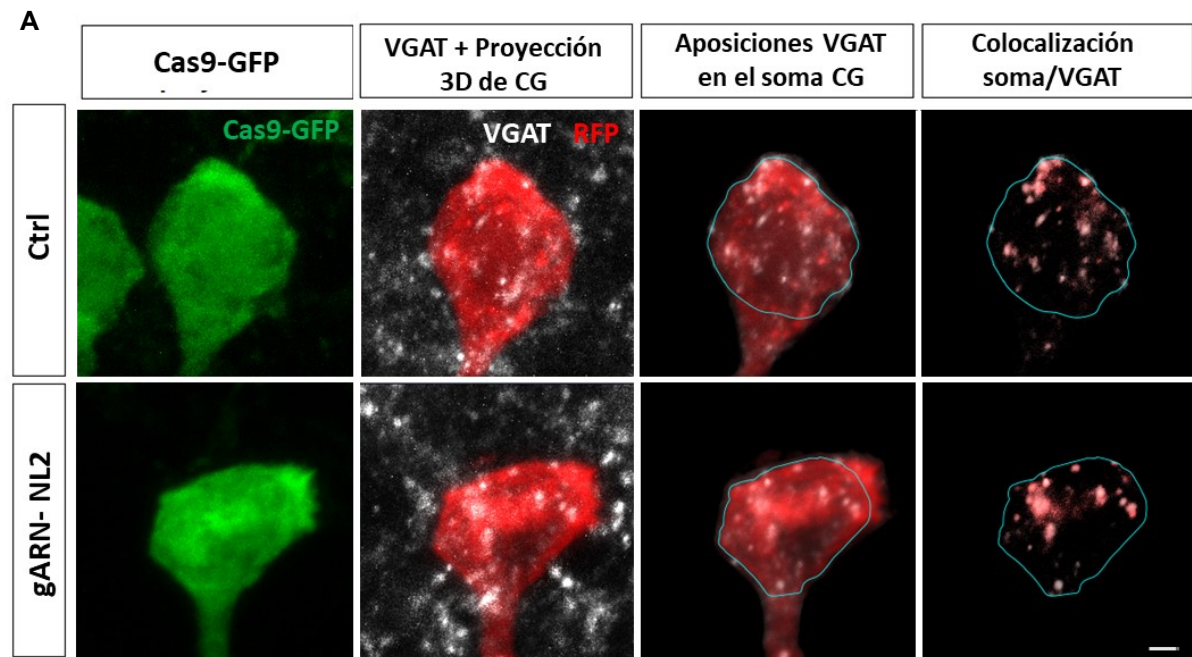 A
Cas9-GFP
VGAT + Proyección
3D de CG
Aposiciones VGAT
en el soma CG
Colocalización
soma/VGAT
Ctrl
Cas9-GFP
VGAT RFP
gARN- NL2